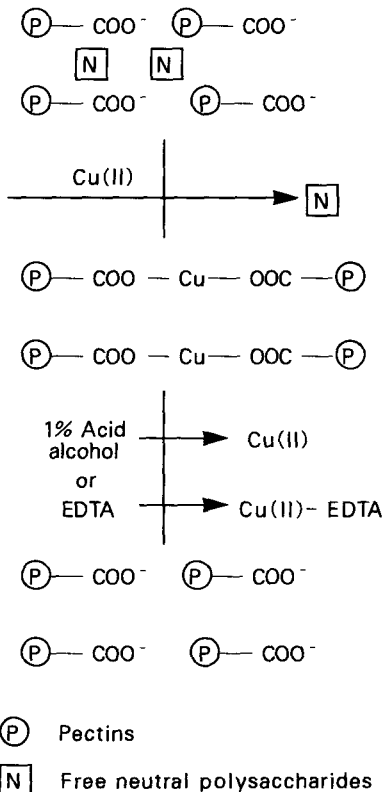 P — COO⁻ P — COO⁻
N N
P — COO⁻ P — COO⁻
Cu(II)
N
P — COO — Cu — OOC — P
P — COO — Cu — OOC — P
1% Acid
alcohol
Cu(II)
or
EDTA
Cu(II)- EDTA
P — COO⁻ P — COO⁻
P — COO⁻ P — COO⁻
P Pectins
N Free neutral polysaccharides